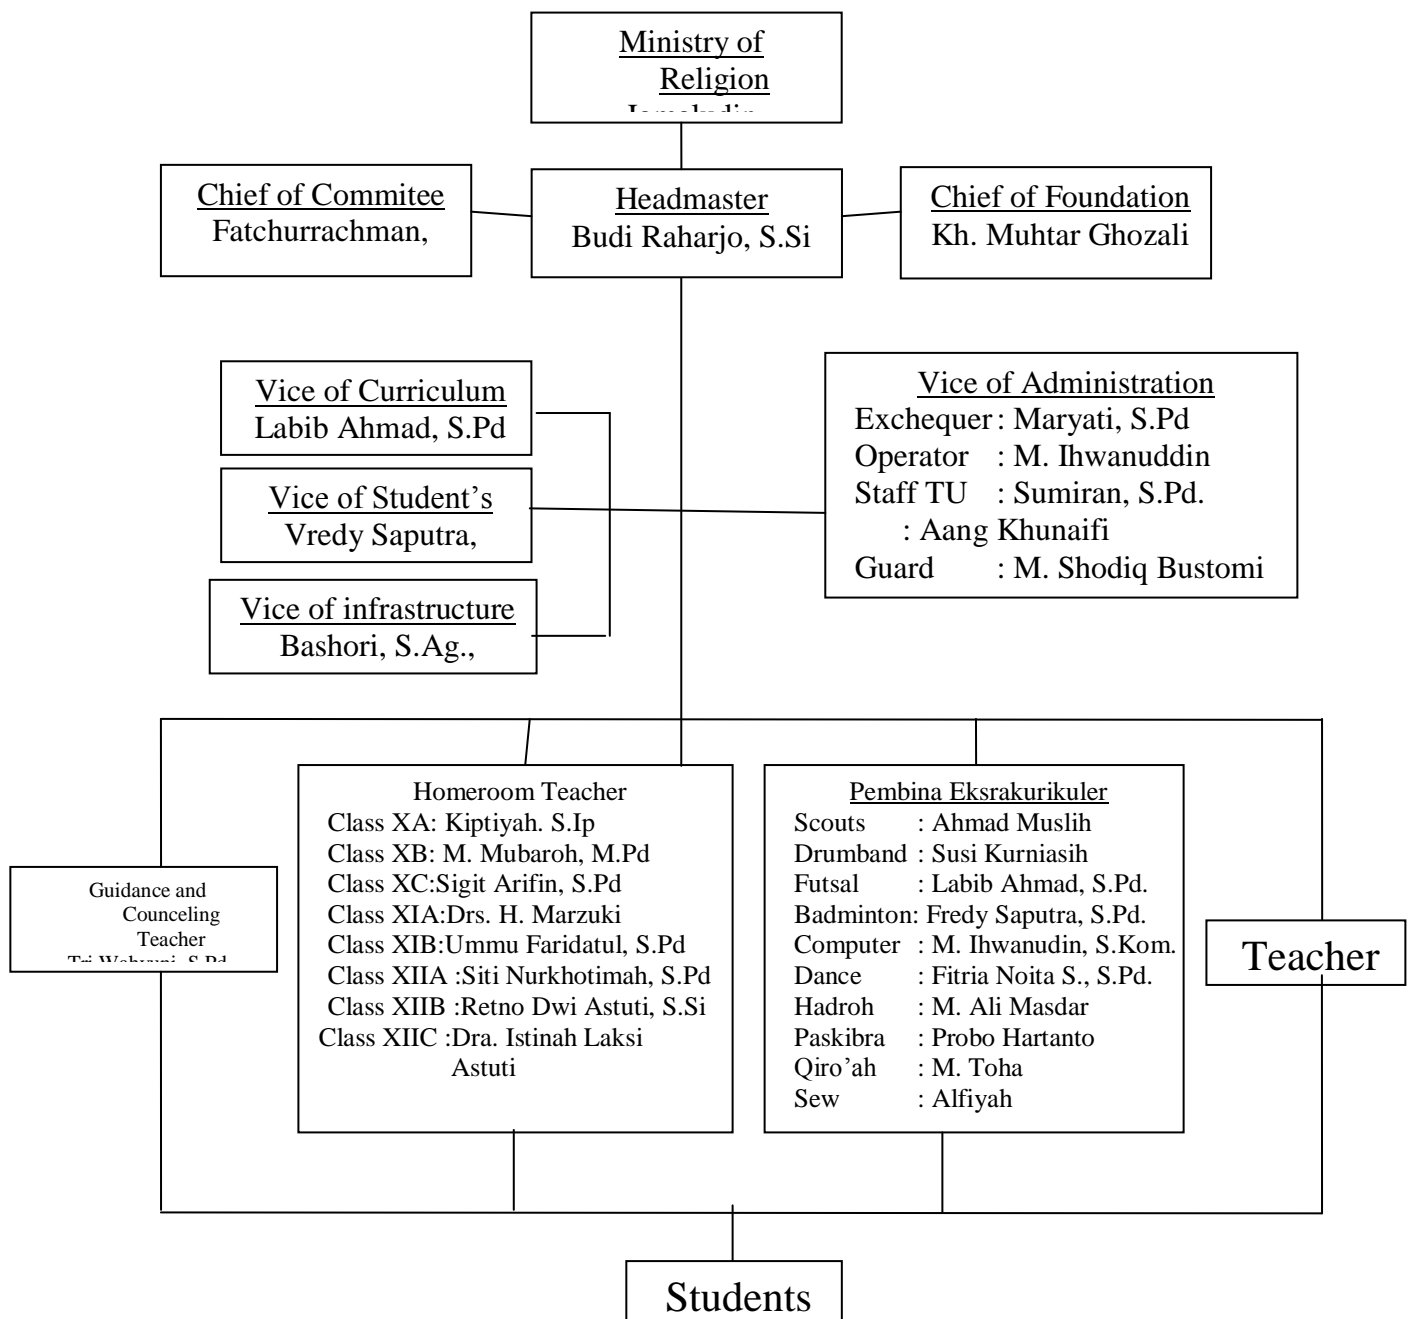 Ministry of
Religion
Chief of Commitee
Fatchurrachman,
Headmaster
Budi Raharjo, S.Si
Chief of Foundation
Kh. Muhtar Ghozali
Vice of Curriculum
Labib Ahmad, S.Pd
Vice of Student’s
Vredy Saputra,
Vice of infrastructure
Bashori, S.Ag.,
Vice of Administration
Exchequer : Maryati, S.Pd
Operator : M. Ihwanuddin
Staff TU : Sumiran, S.Pd.
: Aang Khunaifi
Guard : M. Shodiq Bustomi
Guidance and
Counceling
Teacher
Homeroom Teacher
Class XA: Kiptiyah. S.Ip
Class XB: M. Mubaroh, M.Pd
Class XC:Sigit Arifin, S.Pd
Class XIA:Drs. H. Marzuki
Class XIB:Ummu Faridatul, S.Pd
Class XIIA :Siti Nurkhotimah, S.Pd
Class XIIB :Retno Dwi Astuti, S.Si
Class XIIC :Dra. Istinah Laksi
Astuti
Pembina Eksrakurikuler
Scouts : Ahmad Muslih
Drumband : Susi Kurniasih
Futsal : Labib Ahmad, S.Pd.
Badminton: Fredy Saputra, S.Pd.
Computer : M. Ihwanudin, S.Kom.
Dance : Fitria Noita S., S.Pd.
Hadroh : M. Ali Masdar
Paskibra : Probo Hartanto
Qiro’ah : M. Toha
Sew : Alfiyah
Teacher
Students